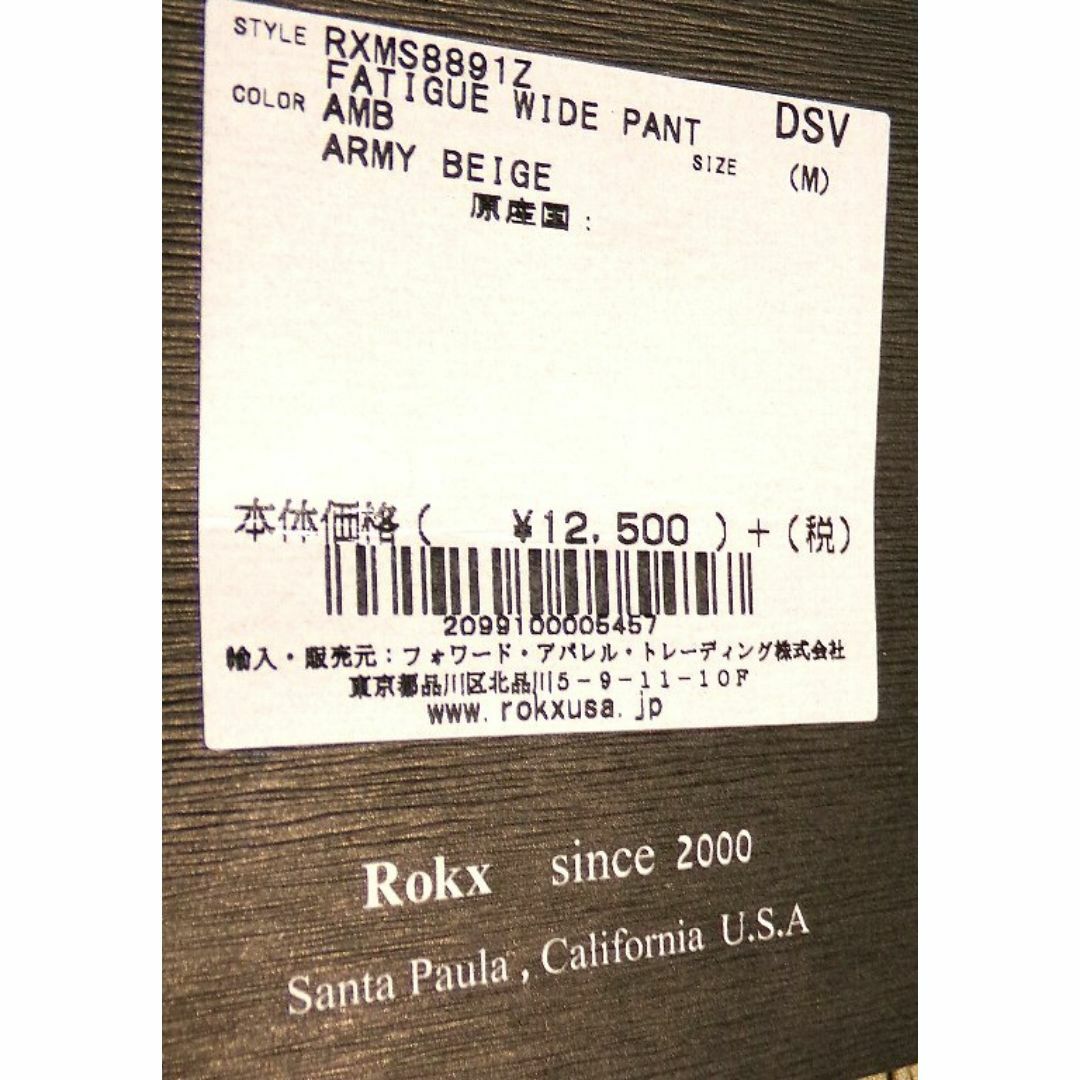 STYLE RXMS8891Z
FATIGUE WIDE PANT DSV
COLOR AMB
SIZE (M)
ARMY BEIGE
原産国:
本体価格( ¥12,500 )+(税)
2099100005457
輸入・販売元:フォワード・アパレル・トレーディング株式会社
東京都品川区北品川5-9-11-10F
www.rokxusa.jp
Rokx since 2000
Santa Paula, California U.S.A